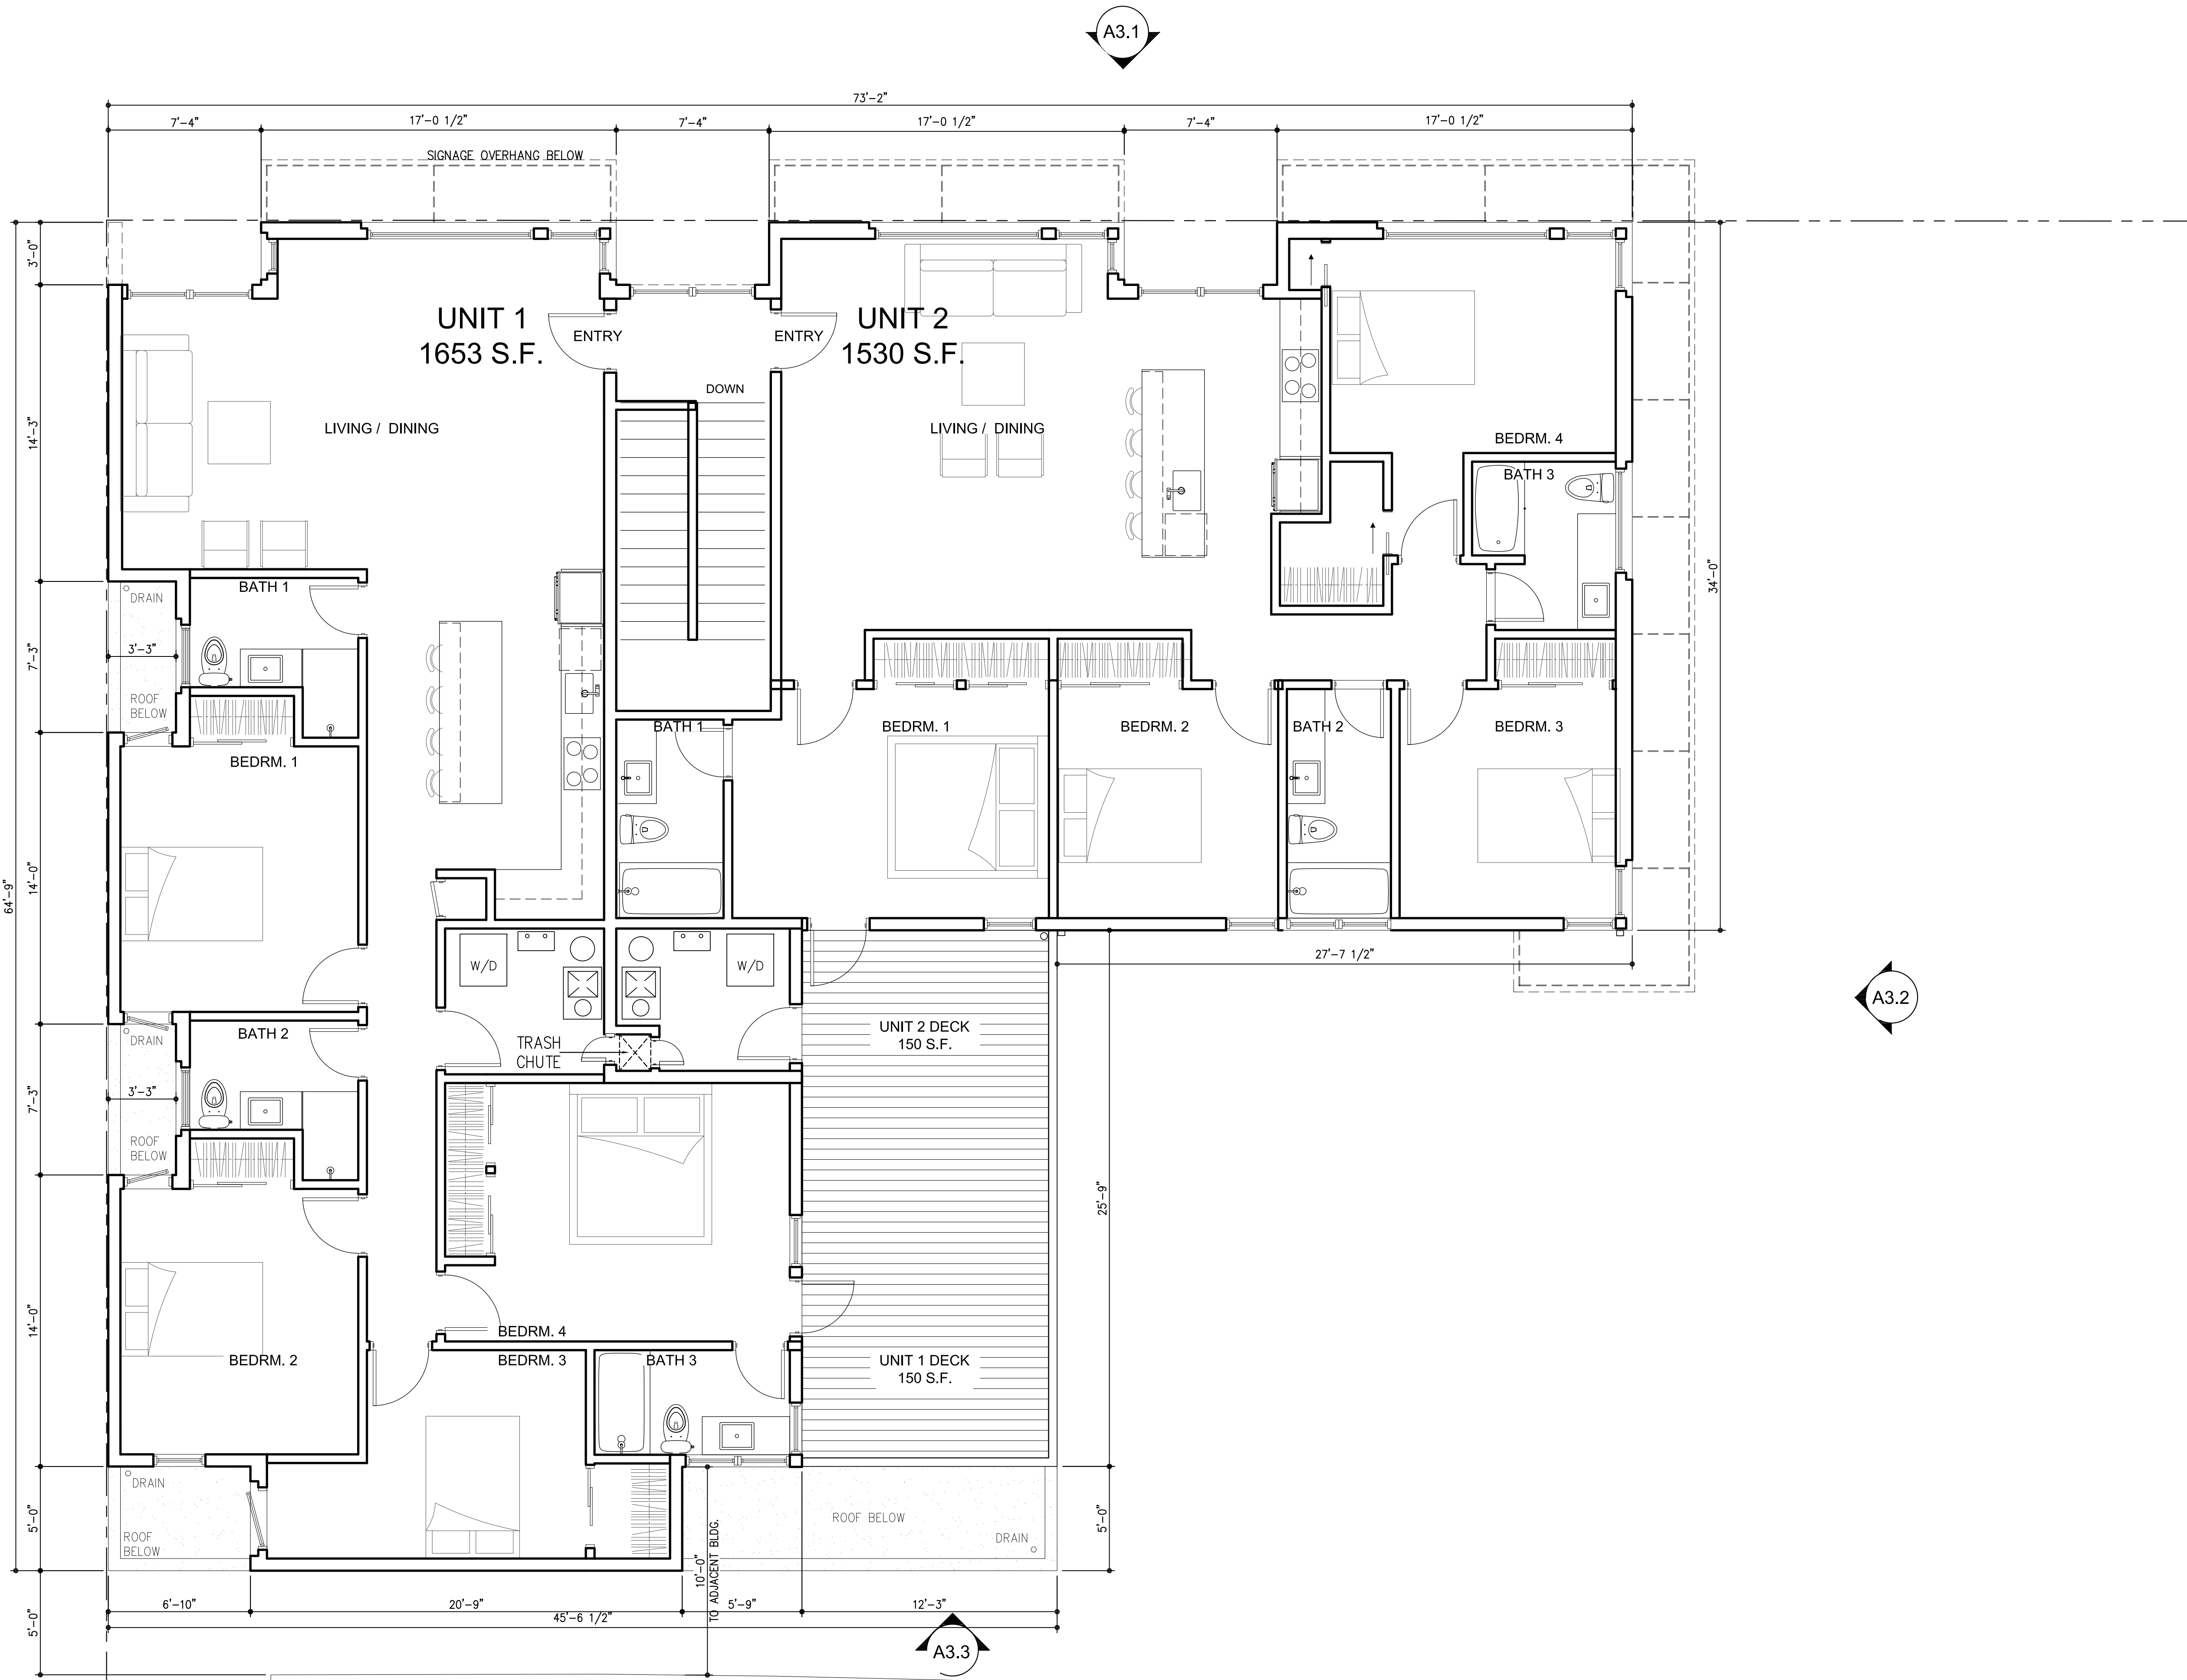 A3.1
73'-2"
7'-4"
17'-0 1/2"
7'-4"
17'-0 1/2"
7'-4"
17'-0 1/2"
SIGNAGE OVERHANG BELOW
3'-0"
UNIT 1
1653 S.F.
ENTRY
ENTRY
UNIT 2
1530 S.F.
DOWN
14'-3"
LIVING / DINING
LIVING / DINING
BEDRM. 4
BATH 3
34'-0"
BATH 1
DRAIN
7'-3"
3'-3"
ROOF
BELOW
BEDRM. 1
BATH 1
BEDRM. 1
BEDRM. 2
BATH 2
BEDRM. 3
64'-9"
14'-0"
W/D
W/D
27'-7 1/2"
A3.2
DRAIN
BATH 2
TRASH
CHUTE
UNIT 2 DECK
150 S.F.
7'-3"
3'-3"
ROOF
BELOW
25'-9"
14'-0"
BEDRM. 4
BEDRM. 2
BEDRM. 3
BATH 3
UNIT 1 DECK
150 S.F.
DRAIN
5'-0"
ROOF
BELOW
ROOF BELOW
DRAIN
5'-0"
10'-0"
TO ADJACENT BLDG.
6'-10"
20'-9"
5'-9"
12'-3"
45'-6 1/2"
5'-0"
A3.3